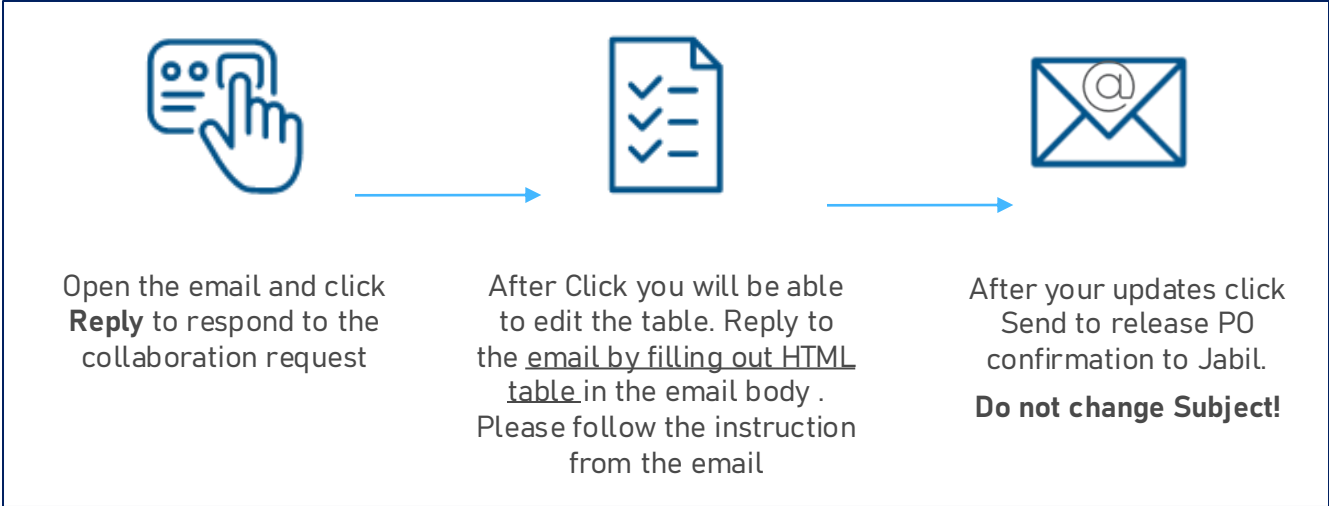 @
Open the email and click
Reply to respond to the
collaboration request
After Click you will be able
to edit the table. Reply to
the email by filling out HTML
table in the email body .
Please follow the instruction
from the email
After your updates click
Send to release PO
confirmation to Jabil.
Do not change Subject!